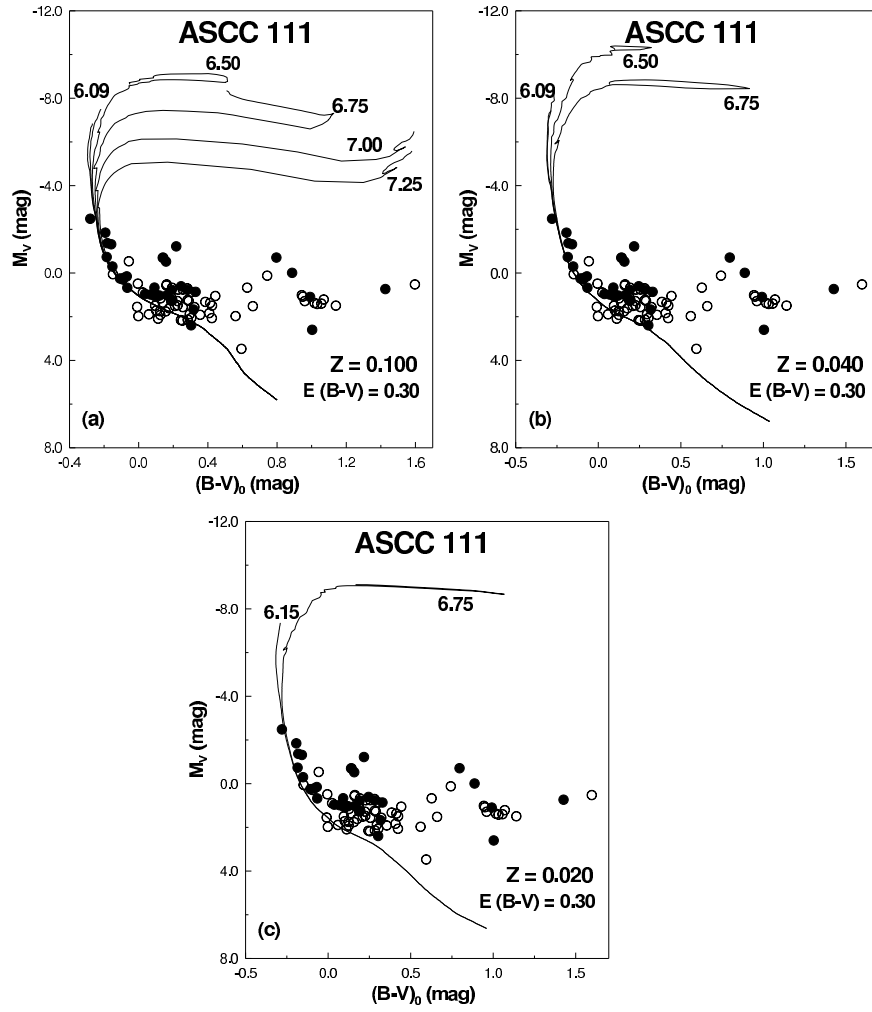 ASCC 111
-12.0
-8.0
-4.0
0.0
4.0
8.0
M_V (mag)
6.09
6.50
6.75
7.00
7.25
Z = 0.100
E (B-V) = 0.30
(a)
-0.4
0.0
0.4
0.8
1.2
1.6
(B-V)_0 (mag)
ASCC 111
-12.0
-8.0
-4.0
0.0
4.0
8.0
M_V (mag)
6.09
6.50
6.75
Z = 0.040
E (B-V) = 0.30
(b)
-0.5
0.0
0.5
1.0
1.5
(B-V)_0 (mag)
ASCC 111
-12.0
-8.0
-4.0
0.0
4.0
8.0
M_V (mag)
6.15
6.75
Z = 0.020
E (B-V) = 0.30
(c)
-0.5
0.0
0.5
1.0
1.5
(B-V)_0 (mag)